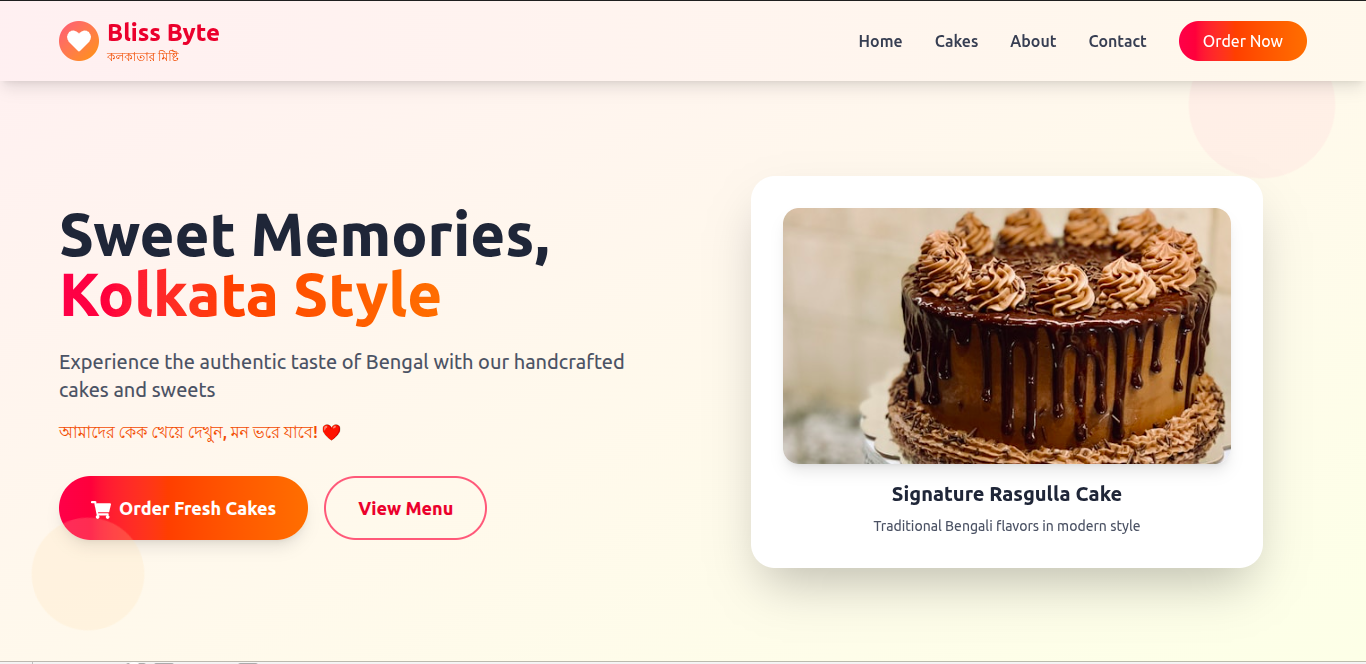 Bliss Byte
কলকাতার মিষ্টি
Home Cakes About Contact Order Now
Sweet Memories,
Kolkata Style
Experience the authentic taste of Bengal with our handcrafted
cakes and sweets
আমাদের কেক খেয়ে দেখুন, মন ভরে যাবে! ❤️
Order Fresh Cakes View Menu
Signature Rasgulla Cake
Traditional Bengali flavors in modern style